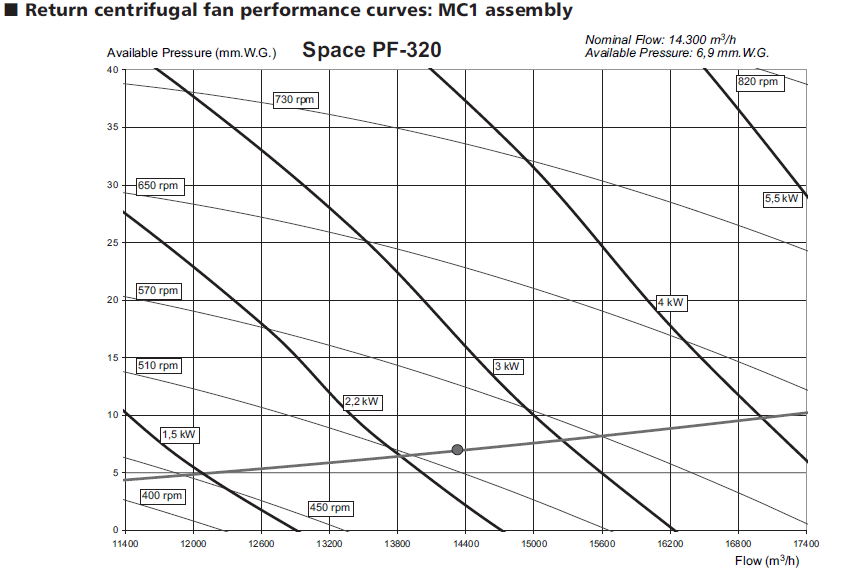 ■ Return centrifugal fan performance curves: MC1 assembly
Available Pressure (mm.W.G.)
Space PF-320
Nominal Flow: 14.300 m³/h
Available Pressure: 6,9 mm.W.G.
40
820 rpm
730 rpm
35
30
650 rpm
5,5 kW
25
20
570 rpm
4 kW
15
510 rpm
3 kW
10
2,2 kW
1,5 kW
5
400 rpm
450 rpm
0
11400 12000 12600 13200 13800 14400 15000 15600 16200 16800 17400
Flow (m³/h)